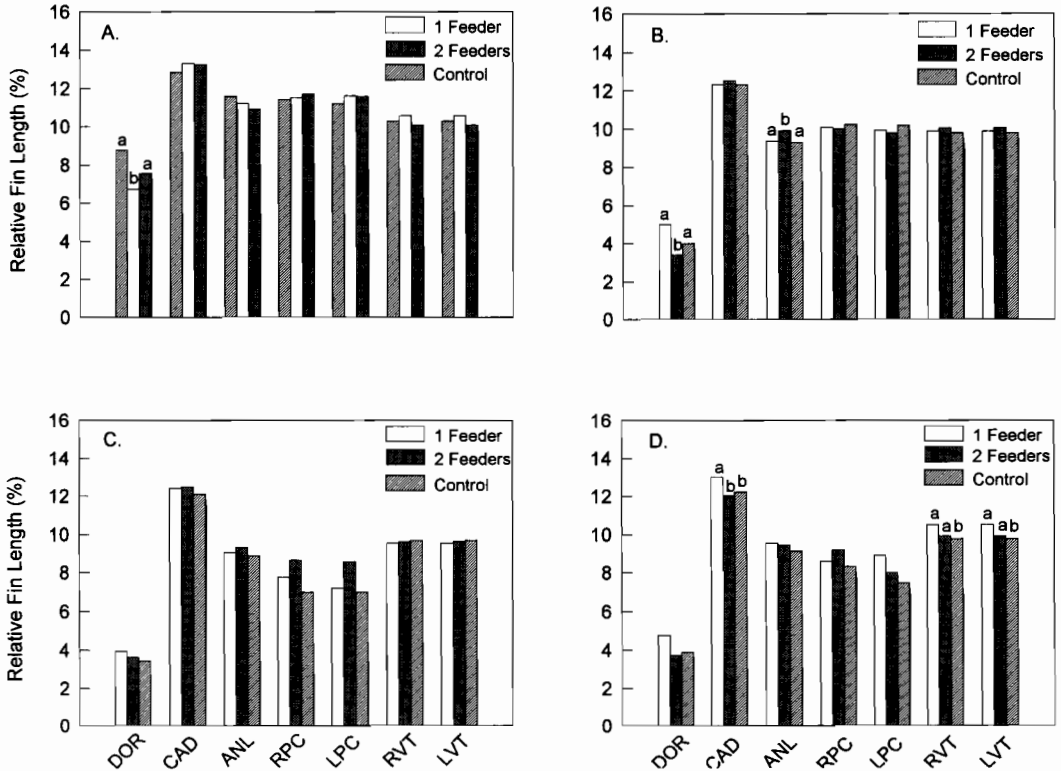 A.
1 Feeder
2 Feeders
Control
Relative Fin Length (%)
16
14
12
10
8
6
4
2
0
a
b
a
B.
1 Feeder
2 Feeders
Control
16
14
12
10
8
6
4
2
0
a
b
a
a
b
a
C.
1 Feeder
2 Feeders
Control
Relative Fin Length (%)
16
14
12
10
8
6
4
2
0
DOR
CAD
ANL
RPC
LPC
RVT
LVT
D.
1 Feeder
2 Feeders
Control
16
14
12
10
8
6
4
2
0
a
b
b
a
ab
a
ab
DOR
CAD
ANL
RPC
LPC
RVT
LVT